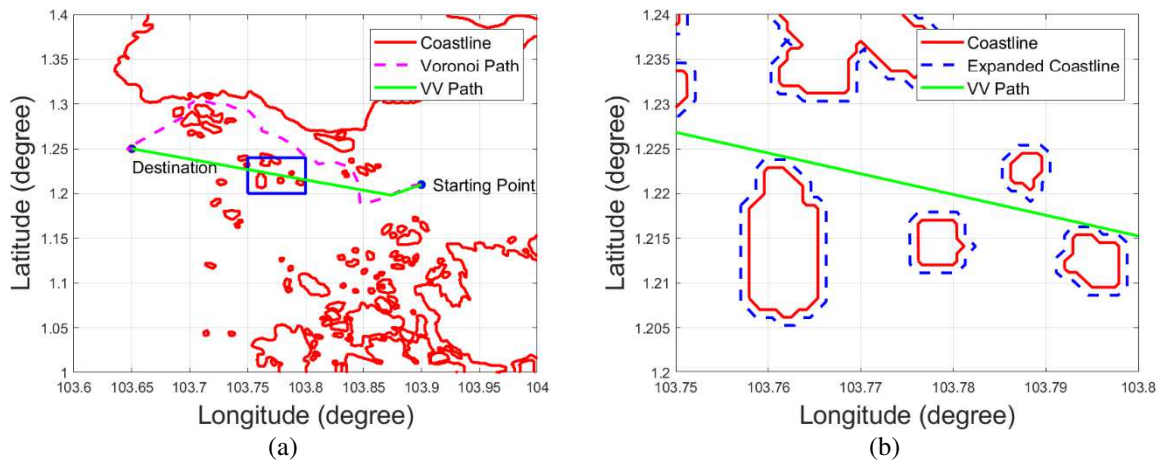 1.4
1.35
1.3
1.25
1.2
1.15
1.1
1.05
1
Latitude (degree)
Coastline
Voronoi Path
VV Path
Destination
Starting Point
103.6 103.65 103.7 103.75 103.8 103.85 103.9 103.95 104
Longitude (degree)
(a)
1.24
1.235
1.23
1.225
1.22
1.215
1.21
1.205
1.2
Latitude (degree)
Coastline
Expanded Coastline
VV Path
103.75 103.76 103.77 103.78 103.79 103.8
Longitude (degree)
(b)